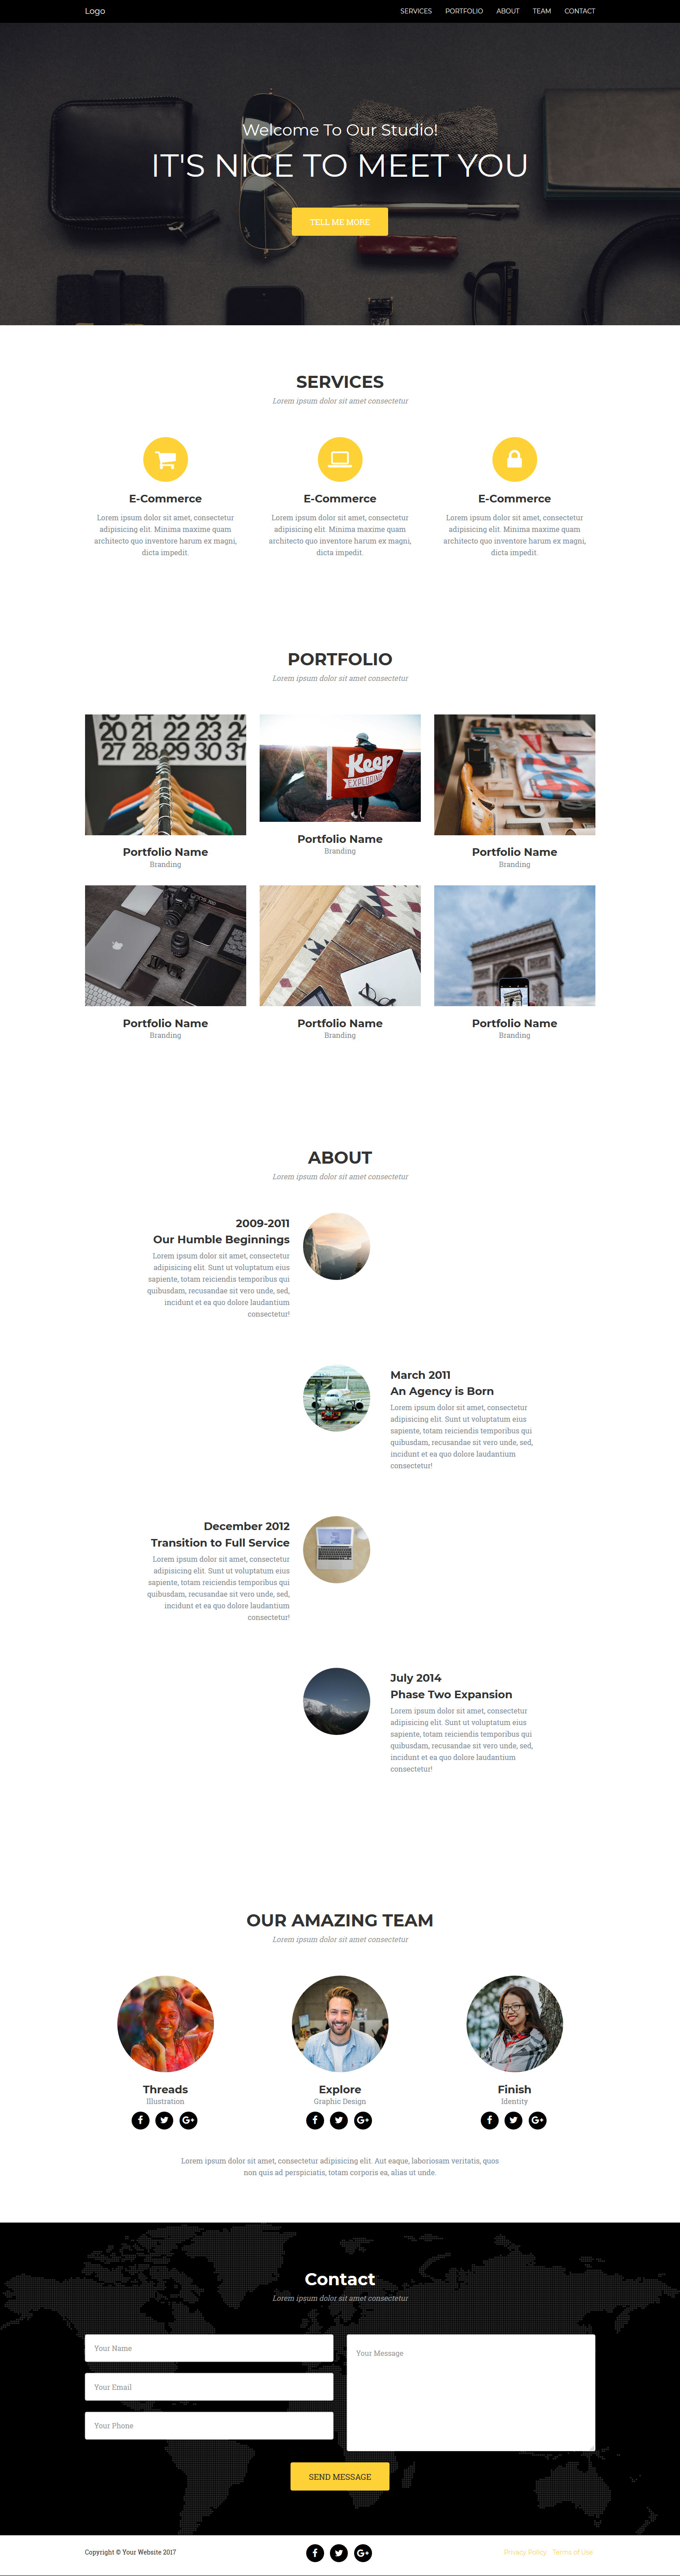 Logo
SERVICES PORTFOLIO ABOUT TEAM CONTACT
Welcome To Our Studio!
IT'S NICE TO MEET YOU
TELL ME MORE
SERVICES
Lorem ipsum dolor sit amet consectetur
E-Commerce
Lorem ipsum dolor sit amet, consectetur
adipisicing elit. Minima maxime quam
architecto quo inventore harum ex magni,
dicta impedit.
E-Commerce
Lorem ipsum dolor sit amet, consectetur
adipisicing elit. Minima maxime quam
architecto quo inventore harum ex magni,
dicta impedit.
E-Commerce
Lorem ipsum dolor sit amet, consectetur
adipisicing elit. Minima maxime quam
architecto quo inventore harum ex magni,
dicta impedit.
PORTFOLIO
Lorem ipsum dolor sit amet consectetur
20 21 22 23 24
27 28 29 30 31
Portfolio Name
Branding
Keep
EXPLORING
Portfolio Name
Branding
Portfolio Name
Branding
Portfolio Name
Branding
Portfolio Name
Branding
Portfolio Name
Branding
ABOUT
Lorem ipsum dolor sit amet consectetur
2009-2011
Our Humble Beginnings
Lorem ipsum dolor sit amet, consectetur
adipisicing elit. Sunt ut voluptatum eius
sapiente, totam reiciendis temporibus qui
quibusdam, recusandae sit vero unde, sed,
incidunt et ea quo dolore laudantium
consectetur!
March 2011
An Agency is Born
Lorem ipsum dolor sit amet, consectetur
adipisicing elit. Sunt ut voluptatum eius
sapiente, totam reiciendis temporibus qui
quibusdam, recusandae sit vero unde, sed,
incidunt et ea quo dolore laudantium
consectetur!
December 2012
Transition to Full Service
Lorem ipsum dolor sit amet, consectetur
adipisicing elit. Sunt ut voluptatum eius
sapiente, totam reiciendis temporibus qui
quibusdam, recusandae sit vero unde, sed,
incidunt et ea quo dolore laudantium
consectetur!
July 2014
Phase Two Expansion
Lorem ipsum dolor sit amet, consectetur
adipisicing elit. Sunt ut voluptatum eius
sapiente, totam reiciendis temporibus qui
quibusdam, recusandae sit vero unde, sed,
incidunt et ea quo dolore laudantium
consectetur!
OUR AMAZING TEAM
Lorem ipsum dolor sit amet consectetur
Threads
Illustration
Explore
Graphic Design
Finish
Identity
Lorem ipsum dolor sit amet, consectetur adipisicing elit. Aut eaque, laboriosam veritatis, quos
non quis ad perspiciatis, totam corporis ea, alias ut unde.
Contact
Lorem ipsum dolor sit amet consectetur
Your Name
Your Email
Your Phone
Your Message
SEND MESSAGE
Copyright © Your Website 2017
Privacy Policy Terms of Use